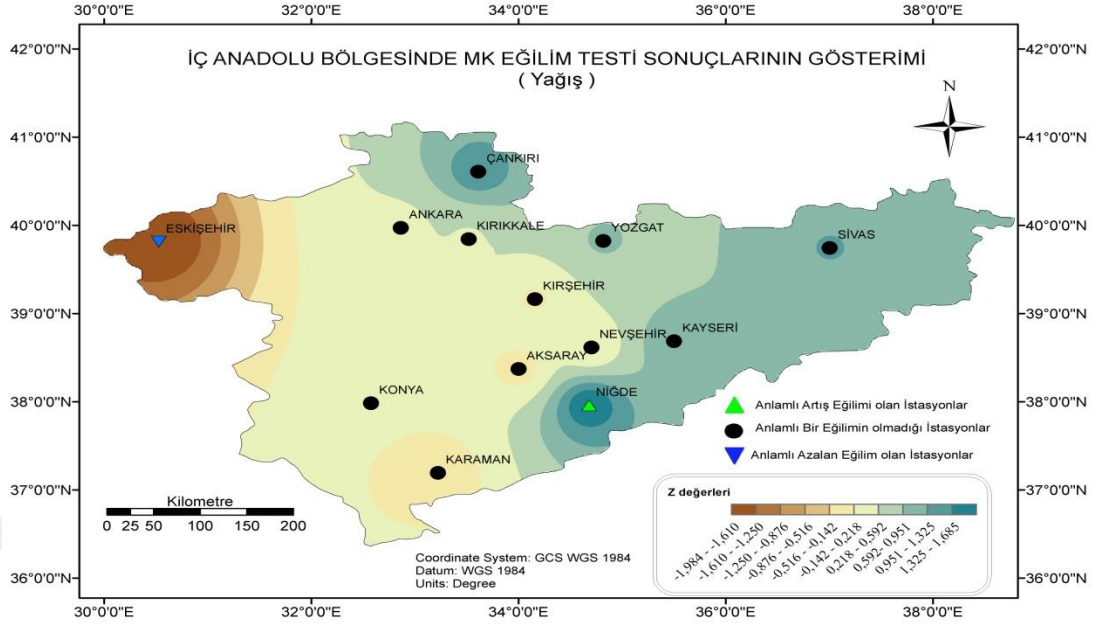 30°0'0"E 32°0'0"E 34°0'0"E 36°0'0"E 38°0'0"E
42°0'0"N 42°0'0"N
İÇ ANADOLU BÖLGESİNDE MK EĞİLİM TESTİ SONUÇLARININ GÖSTERİMİ
( Yağış )
N
41°0'0"N 41°0'0"N
ÇANKIRI
40°0'0"N 40°0'0"N
ESKİŞEHİR
ANKARA
KIRIKKALE
YOZGAT
SİVAS
KIRŞEHİR
39°0'0"N 39°0'0"N
NEVŞEHİR
KAYSERİ
AKSARAY
KONYA
NİĞDE
38°0'0"N 38°0'0"N
Anlamlı Artış Eğilimi olan İstasyonlar
Anlamlı Bir Eğilimin olmadığı İstasyonlar
Anlamlı Azalan Eğilim olan İstasyonlar
KARAMAN
37°0'0"N 37°0'0"N
Kilometre
0 25 50 100 150 200
Z değerleri
-1,984 - -1,610
-1,610 - -1,250
-1,250 - -0,876
-0,876 - -0,516
-0,516 - -0,142
-0,142 - 0,218
0,218 - 0,592
0,592- 0,951
0,951 - 1,325
1,325 - 1,685
Coordinate System: GCS WGS 1984
Datum: WGS 1984
Units: Degree
36°0'0"N 36°0'0"N
30°0'0"E 32°0'0"E 34°0'0"E 36°0'0"E 38°0'0"E